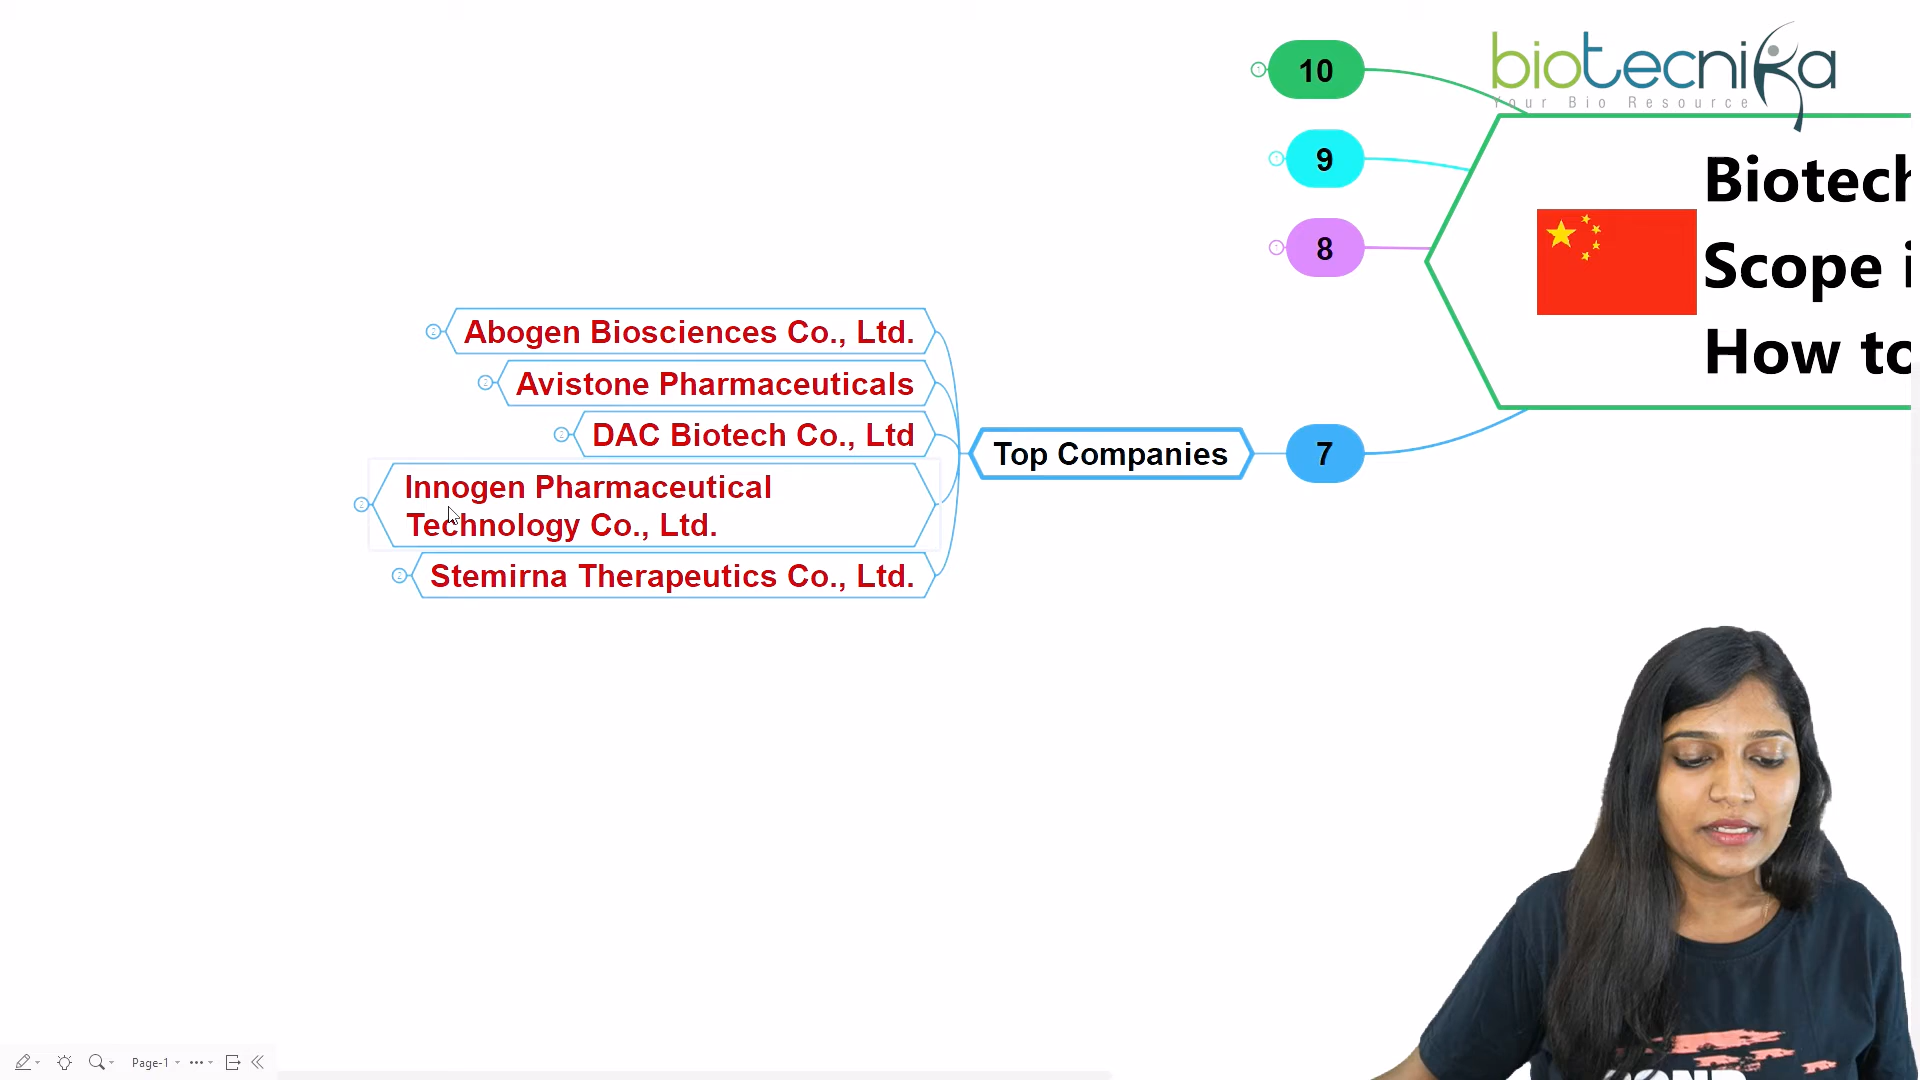 biotecnika
Your Bio Resource
10
9
8
Biotech
Scope i
How to
Abogen Biosciences Co., Ltd.
Avistone Pharmaceuticals
DAC Biotech Co., Ltd
Innogen Pharmaceutical
Technology Co., Ltd.
Stemirna Therapeutics Co., Ltd.
Top Companies
7
Page-1